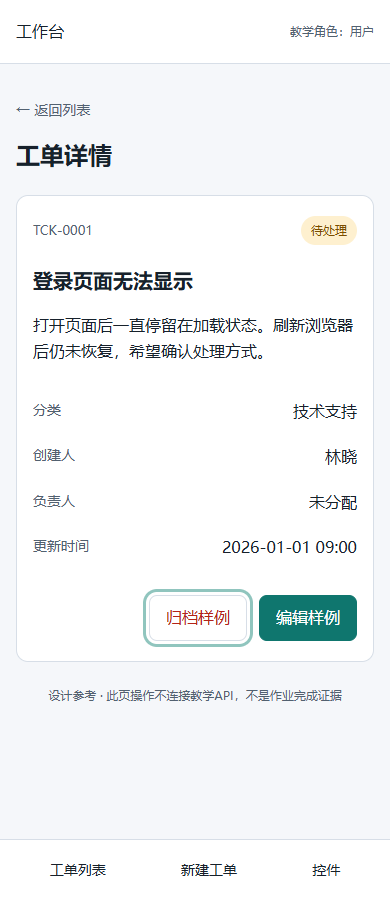 工作台
教学角色：用户
← 返回列表
工单详情
TCK-0001
待处理
登录页面无法显示
打开页面后一直停留在加载状态。刷新浏览器
后仍未恢复，希望确认处理方式。
分类 技术支持
创建人 林晓
负责人 未分配
更新时间 2026-01-01 09:00
归档样例 编辑样例
设计参考 · 此页操作不连接教学API，不是作业完成证据
工单列表 新建工单 控件